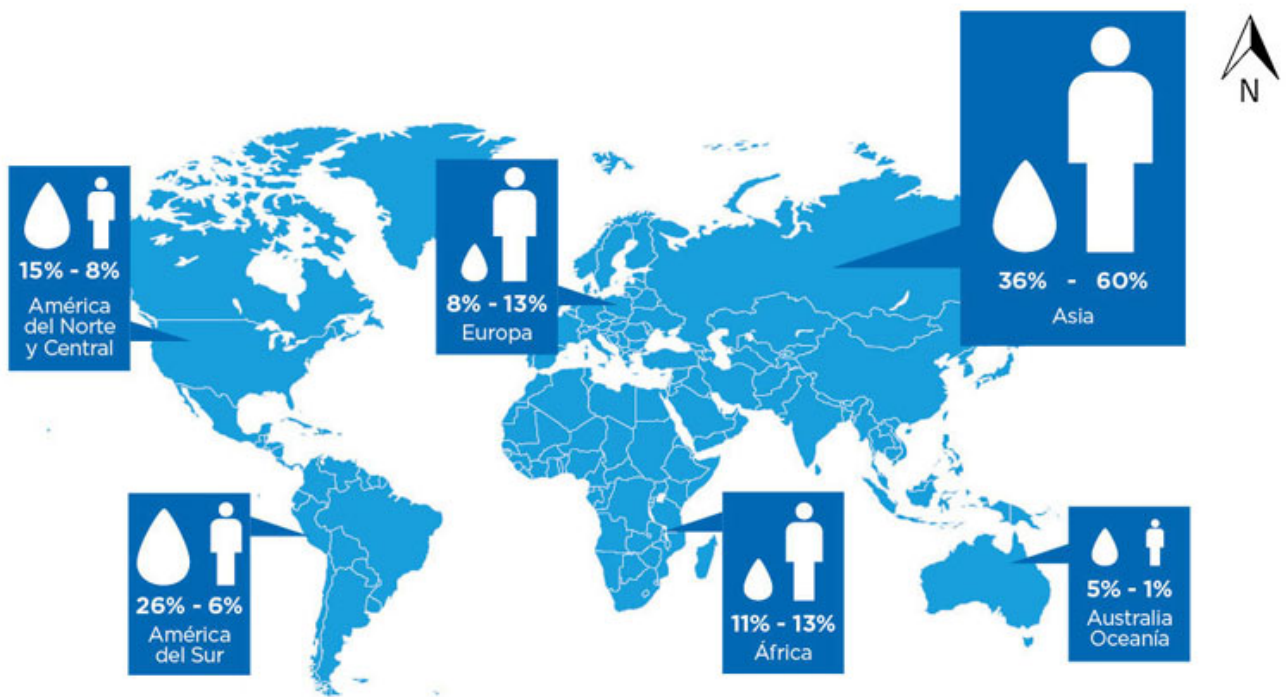 N
15% - 8%
América
del Norte
y Central
8% - 13%
Europa
36% - 60%
Asia
26% - 6%
América
del Sur
11% - 13%
África
5% - 1%
Australia
Oceanía